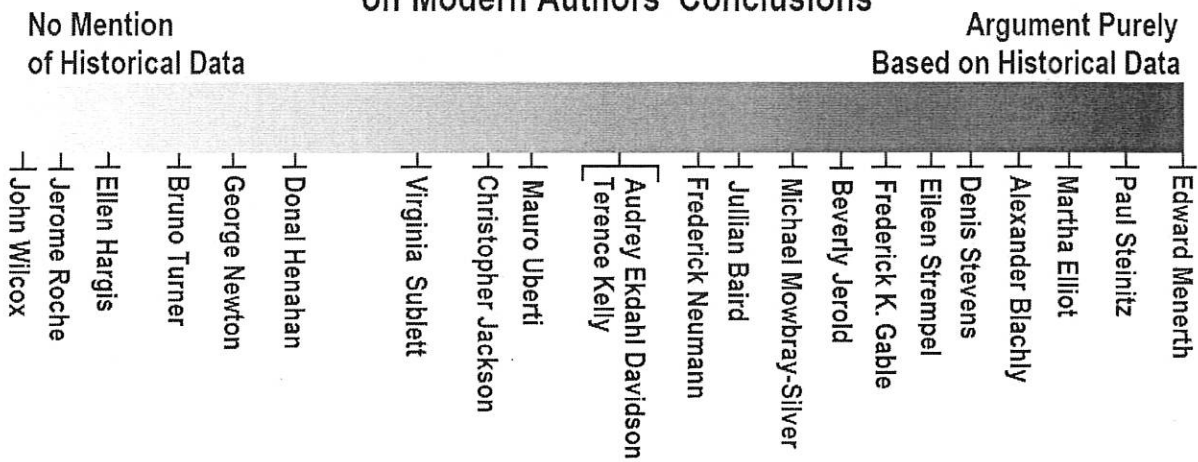 on Modern Authors' Conclusions
No Mention
of Historical Data
Argument Purely
Based on Historical Data
John Wilcox
Jerome Roche
Ellen Hargis
Bruno Turner
George Newton
Donal Henahan
Virginia Sublett
Christopher Jackson
Mauro Uberti
Terence Kelly
Audrey Ekdahl Davidson
Frederick Neumann
Jullian Baird
Michael Mowbray-Silver
Beverly Jerold
Frederick K. Gable
Eileen Strempel
Denis Stevens
Alexander Blachly
Martha Elliot
Paul Steinitz
Edward Menerth